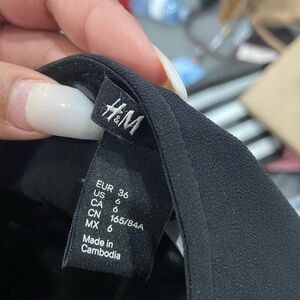 H&M
EUR 36
US 6
CA 6
CN 165/84A
MX 6
Made in
Cambodia